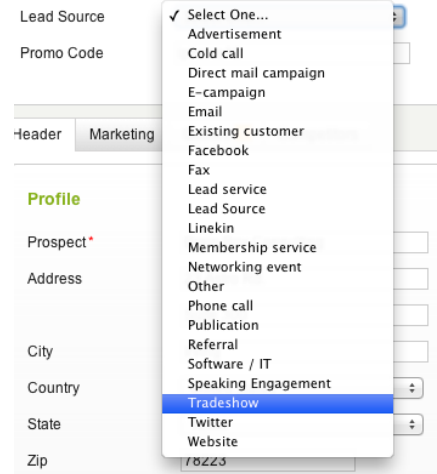 Lead Source
✓ Select One...
Advertisement
Promo Code
Cold call
Direct mail campaign
E-campaign
Email
Header
Marketing
Existing customer
Facebook
Fax
Lead service
Profile
Lead Source
Linekin
Prospect*
Membership service
Networking event
Address
Other
Phone call
Publication
City
Referral
Software / IT
Country
Speaking Engagement
Tradeshow
State
Twitter
Website
Zip
78223